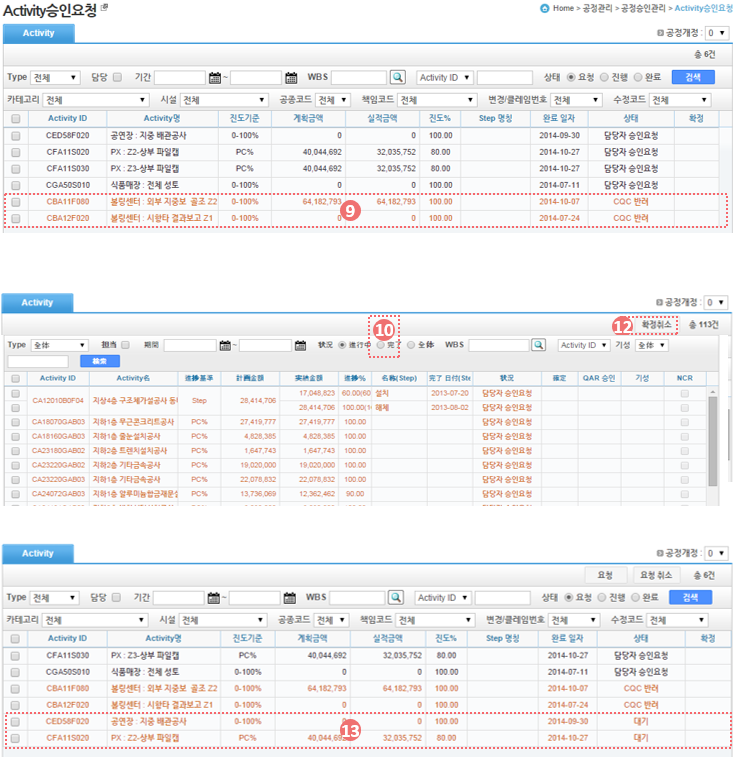 Activity승인요청
Home > 공정관리 > 공정승인관리 > Activity승인요청
Activity
공정개정 : 0
총 6건
Type 전체 담당 기간 ~ WBS Activity ID 상태 요청 진행 완료 검색
카테고리 전체 시설 전체 공종코드 전체 책임코드 전체 변경/클레임번호 전체 수정코드 전체
Activity ID Activity명 진도기준 계획금액 실적금액 진도% Step 명칭 완료 일자 상태 확정
CED58F020 공연장 : 지중 배관공사 0-100% 0 0 100.00 2014-09-30 담당자 승인요청
CFA11S020 PX : Z2-상부 파일캡 PC% 40,044,692 32,035,752 80.00 2014-10-27 담당자 승인요청
CFA11S030 PX : Z3-상부 파일캡 PC% 40,044,692 32,035,752 80.00 2014-10-27 담당자 승인요청
CGA50S010 식품매장 : 전체 성토 0-100% 0 0 100.00 2014-07-11 담당자 승인요청
CBA11F080 볼링센터 : 외부 지중보 골조 Z2 0-100% 64,182,793 64,182,793 100.00 2014-10-07 CQC 반려
CBA12F020 볼링센터 : 시항타 결과보고 Z1 0-100% 0 0 100.00 2014-07-24 CQC 반려
9
Activity
공정개정 : 0
12 확정취소 총 113건
10
Type 全体 担当 期間 ~ 状況 進行中 完了 全体 WBS Activity ID 기성 全体
検索
Activity ID Activity名 進捗基準 計画金額 実績金額 進捗% 名称(Step) 完了 日付(Ste 状況 確定 QAR 승인 기성 NCR
CA12010B0F04 지상4층 구조체가설공사 동 Step 28,414,706 17,048,823 60.00(60 설치 2013-07-20 담당자 승인요청
28,414,706 100.00(1 해체 2013-08-02 담당자 승인요청
CA18070GAB03 지하1층 무근콘크리트공사 PC% 27,419,777 27,419,777 100.00 담당자 승인요청
CA18160GAB03 지하1층 줄눈설치공사 PC% 4,828,385 4,828,385 100.00 담당자 승인요청
CA23180GAB02 지하2층 트렌치설치공사 PC% 1,647,743 1,647,743 100.00 담당자 승인요청
CA23220GAB02 지하2층 기타금속공사 PC% 19,020,000 19,020,000 100.00 담당자 승인요청
CA23220GAB03 지하1층 기타금속공사 PC% 22,078,832 22,078,832 100.00 담당자 승인요청
CA24072GAB03 지하1층 알루미늄합금제문설 PC% 13,736,069 12,362,462 90.00 담당자 승인요청
Activity
공정개정 : 0
요청 요청 취소 총 6건
Type 전체 담당 기간 ~ WBS Activity ID 상태 요청 진행 완료 검색
카테고리 전체 시설 전체 공종코드 전체 책임코드 전체 변경/클레임번호 전체 수정코드 전체
Activity ID Activity명 진도기준 계획금액 실적금액 진도% Step 명칭 완료 일자 상태 확정
CFA11S030 PX : Z3-상부 파일캡 PC% 40,044,692 32,035,752 80.00 2014-10-27 담당자 승인요청
CGA50S010 식품매장 : 전체 성토 0-100% 0 0 100.00 2014-07-11 담당자 승인요청
CBA11F080 볼링센터 : 외부 지중보 골조 Z2 0-100% 64,182,793 64,182,793 100.00 2014-10-07 CQC 반려
CBA12F020 볼링센터 : 시항타 결과보고 Z1 0-100% 0 0 100.00 2014-07-24 CQC 반려
CED58F020 공연장 : 지중 배관공사 0-100% 0 0 100.00 2014-09-30 대기
CFA11S020 PX : Z2-상부 파일캡 PC% 40,044,692 32,035,752 80.00 2014-10-27 대기
13